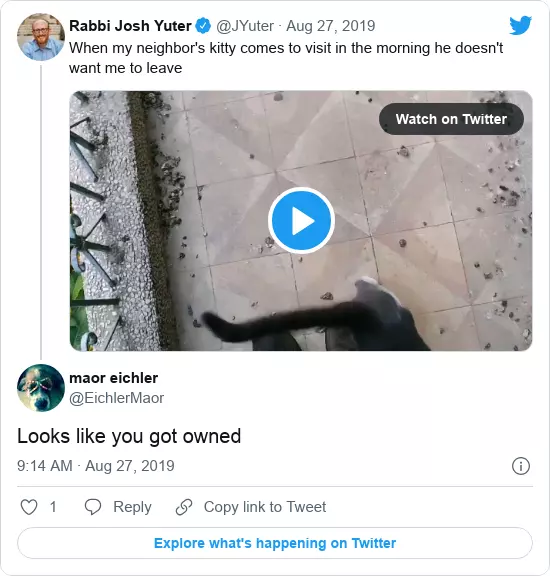 Rabbi Josh Yuter @JYuter · Aug 27, 2019
When my neighbor's kitty comes to visit in the morning he doesn't
want me to leave
Watch on Twitter
maor eichler
@EichlerMaor
Looks like you got owned
9:14 AM · Aug 27, 2019
1 Reply Copy link to Tweet
Explore what's happening on Twitter